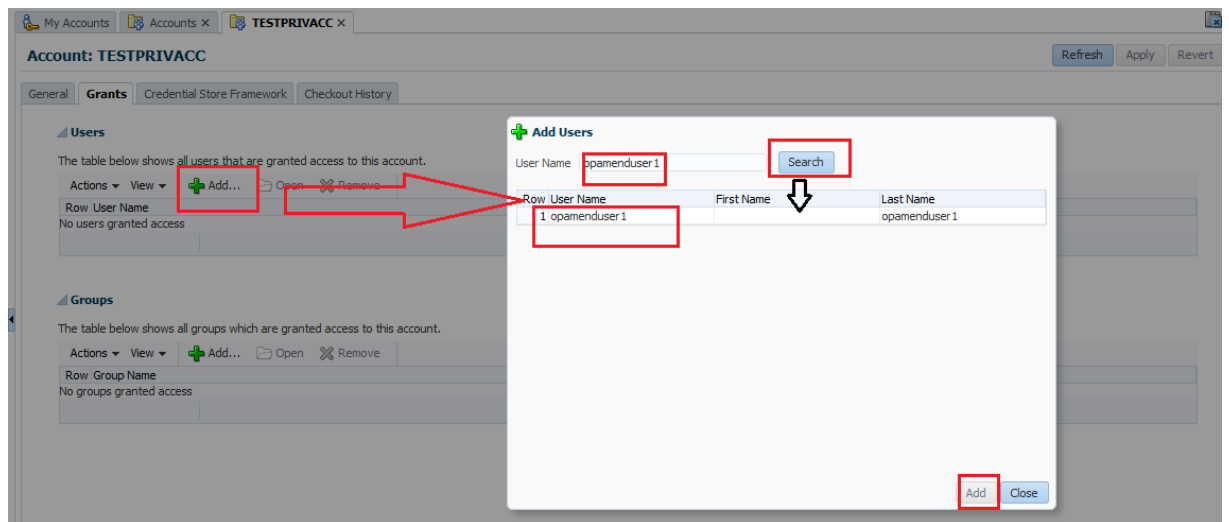 My Accounts Accounts × TESTPRIVACC ×
Account: TESTPRIVACC
Refresh Apply Revert
General Grants Credential Store Framework Checkout History
Users
The table below shows all users that are granted access to this account.
Actions View Add... Open Remove
Row User Name
No users granted access
Groups
The table below shows all groups which are granted access to this account.
Actions View Add... Open Remove
Row Group Name
No groups granted access
Add Users
User Name opamenduser1 Search
Row User Name First Name Last Name
1 opamenduser1 opamenduser1
Add Close